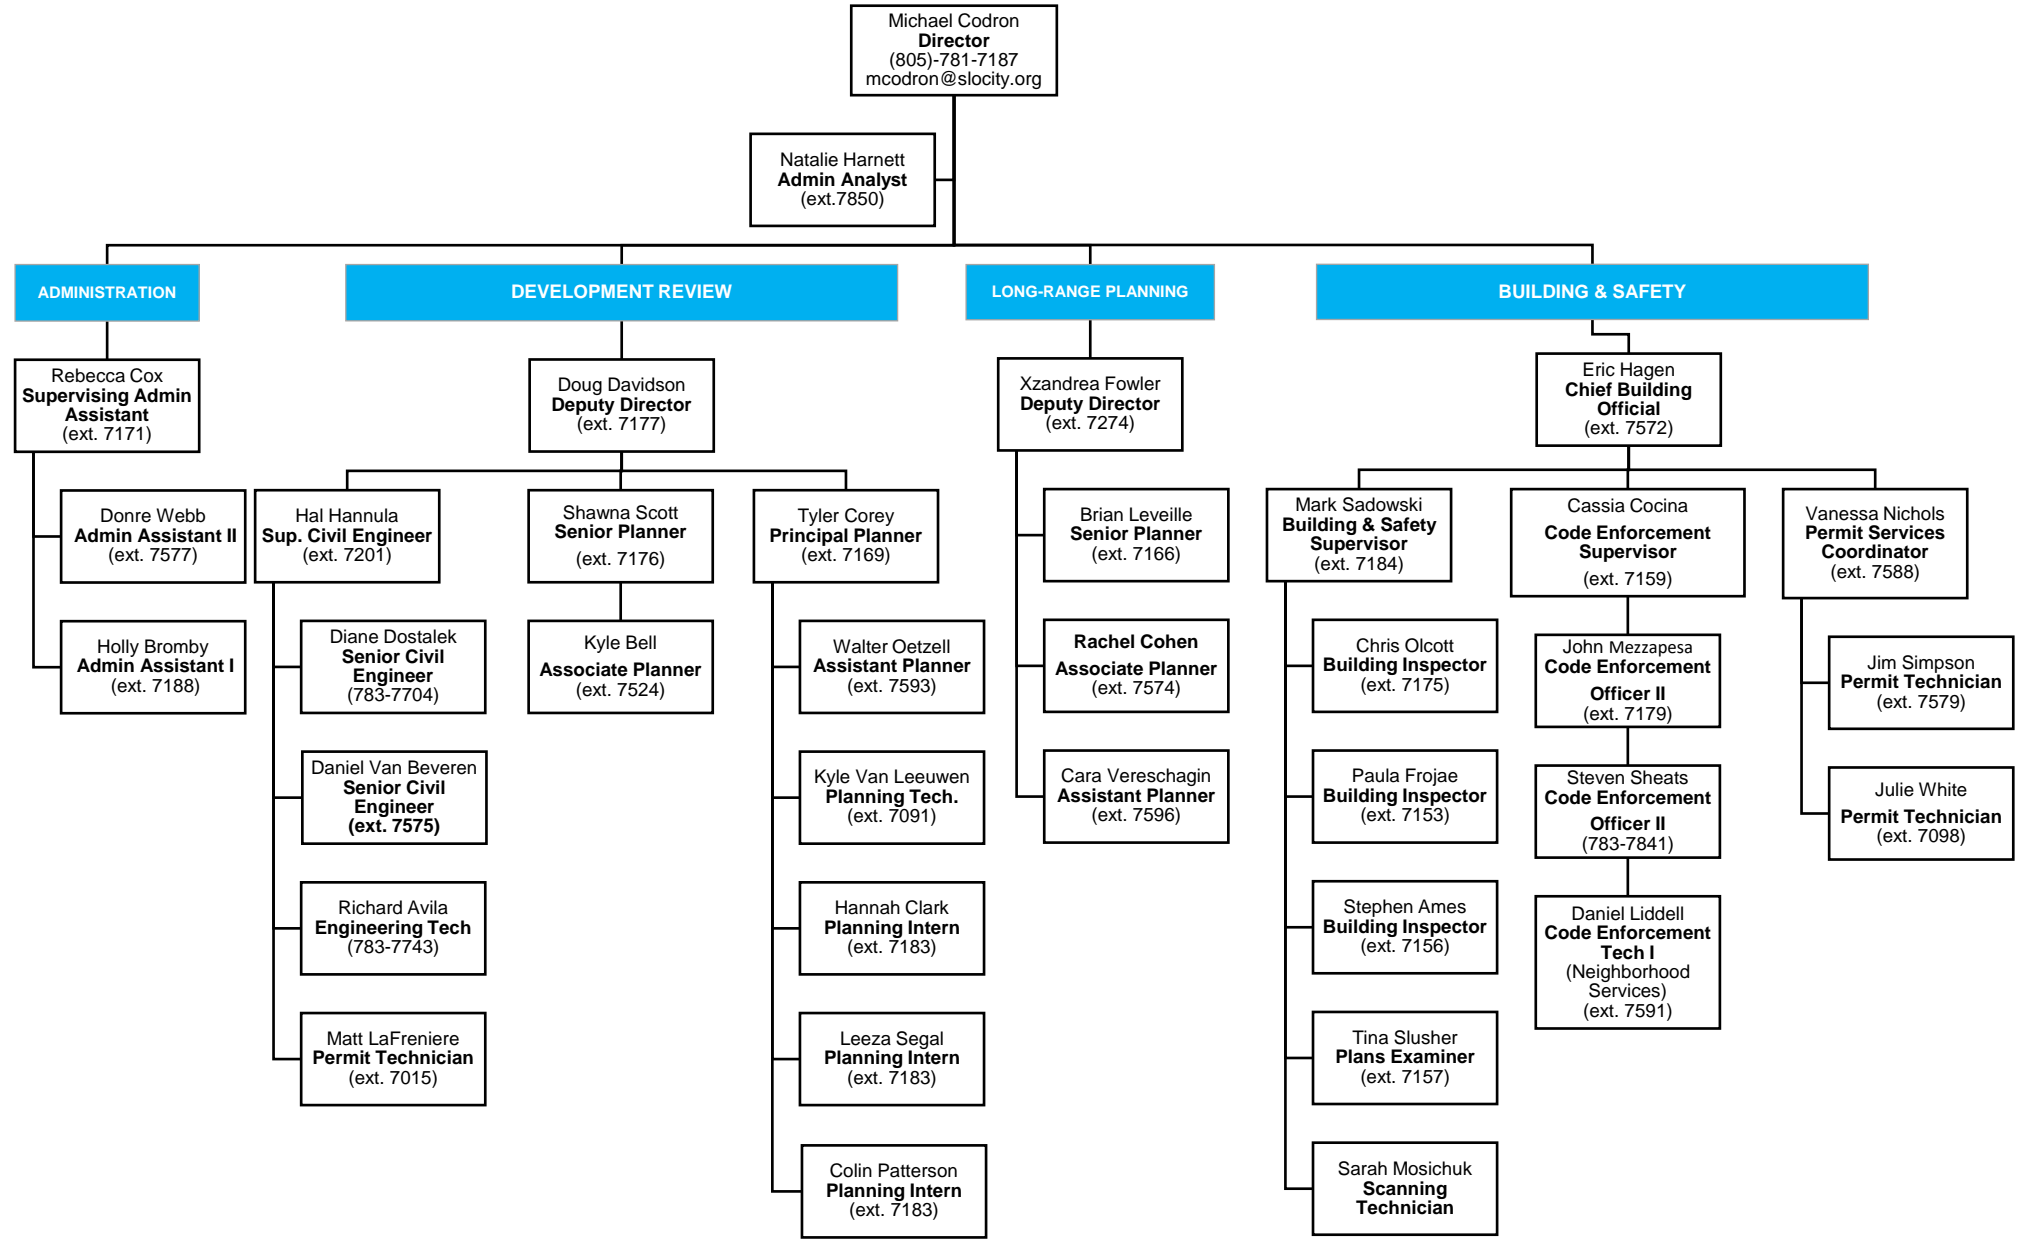 Michael Codron
Director
(805)-781-7187
mcodron@slocity.org
Natalie Harnett
Admin Analyst
(ext.7850)
ADMINISTRATION
DEVELOPMENT REVIEW
LONG-RANGE PLANNING
BUILDING & SAFETY
Rebecca Cox
Supervising Admin
Assistant
(ext. 7171)
Doug Davidson
Deputy Director
(ext. 7177)
Xzandrea Fowler
Deputy Director
(ext. 7274)
Eric Hagen
Chief Building
Official
(ext. 7572)
Donre Webb
Admin Assistant II
(ext. 7577)
Hal Hannula
Sup. Civil Engineer
(ext. 7201)
Shawna Scott
Senior Planner
(ext. 7176)
Tyler Corey
Principal Planner
(ext. 7169)
Brian Leveille
Senior Planner
(ext. 7166)
Mark Sadowski
Building & Safety
Supervisor
(ext. 7184)
Cassia Cocina
Code Enforcement
Supervisor
(ext. 7159)
Vanessa Nichols
Permit Services
Coordinator
(ext. 7588)
Holly Bromby
Admin Assistant I
(ext. 7188)
Diane Dostalek
Senior Civil
Engineer
(783-7704)
Kyle Bell
Associate Planner
(ext. 7524)
Walter Oetzell
Assistant Planner
(ext. 7593)
Rachel Cohen
Associate Planner
(ext. 7574)
Chris Olcott
Building Inspector
(ext. 7175)
John Mezzapesa
Code Enforcement
Officer II
(ext. 7179)
Jim Simpson
Permit Technician
(ext. 7579)
Daniel Van Beveren
Senior Civil
Engineer
(ext. 7575)
Kyle Van Leeuwen
Planning Tech.
(ext. 7091)
Cara Vereschagin
Assistant Planner
(ext. 7596)
Paula Frojae
Building Inspector
(ext. 7153)
Steven Sheats
Code Enforcement
Officer II
(783-7841)
Julie White
Permit Technician
(ext. 7098)
Richard Avila
Engineering Tech
(783-7743)
Hannah Clark
Planning Intern
(ext. 7183)
Stephen Ames
Building Inspector
(ext. 7156)
Daniel Liddell
Code Enforcement
Tech I
(Neighborhood
Services)
(ext. 7591)
Matt LaFreniere
Permit Technician
(ext. 7015)
Leeza Segal
Planning Intern
(ext. 7183)
Tina Slusher
Plans Examiner
(ext. 7157)
Colin Patterson
Planning Intern
(ext. 7183)
Sarah Mosichuk
Scanning
Technician